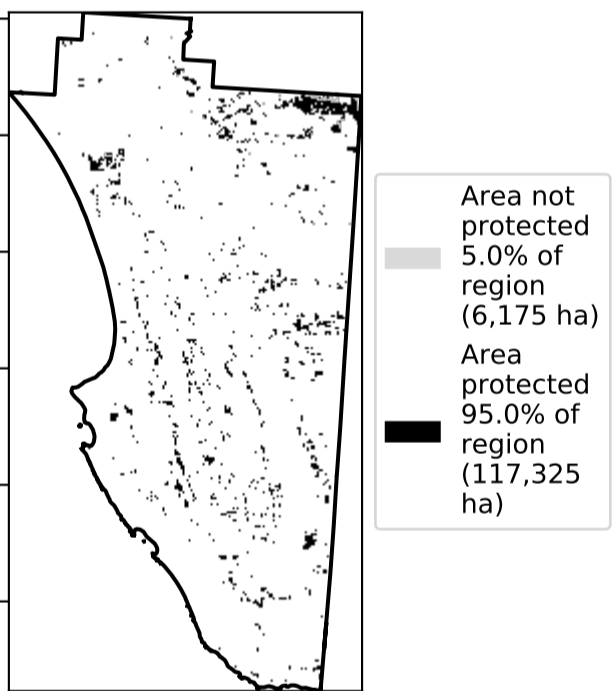 Area not
protected
5.0% of
region
(6,175 ha)
Area
protected
95.0% of
region
(117,325
ha)